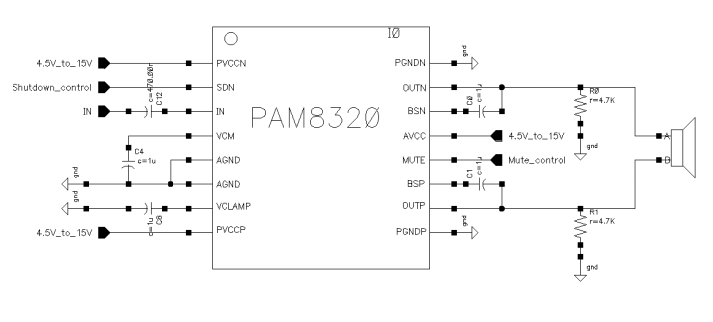 I0
4.5V_to_15V
PVCCN
PGNDN
gnd
Shutdown_control
SDN
OUTN
c=1u
C0
R0
r=4.7K
gnd
IN
c=470.00n
C12
IN
BSN
PAM8320
VCM
AVCC
4.5V_to_15V
C4
c=1u
AGND
MUTE
c=1u
C1
Mute_control
gnd
AGND
BSP
gnd
c=1u
VCLAMP
OUTP
R1
r=4.7K
4.5V_to_15V
PVCCP
PGNDP
gnd
gnd
A